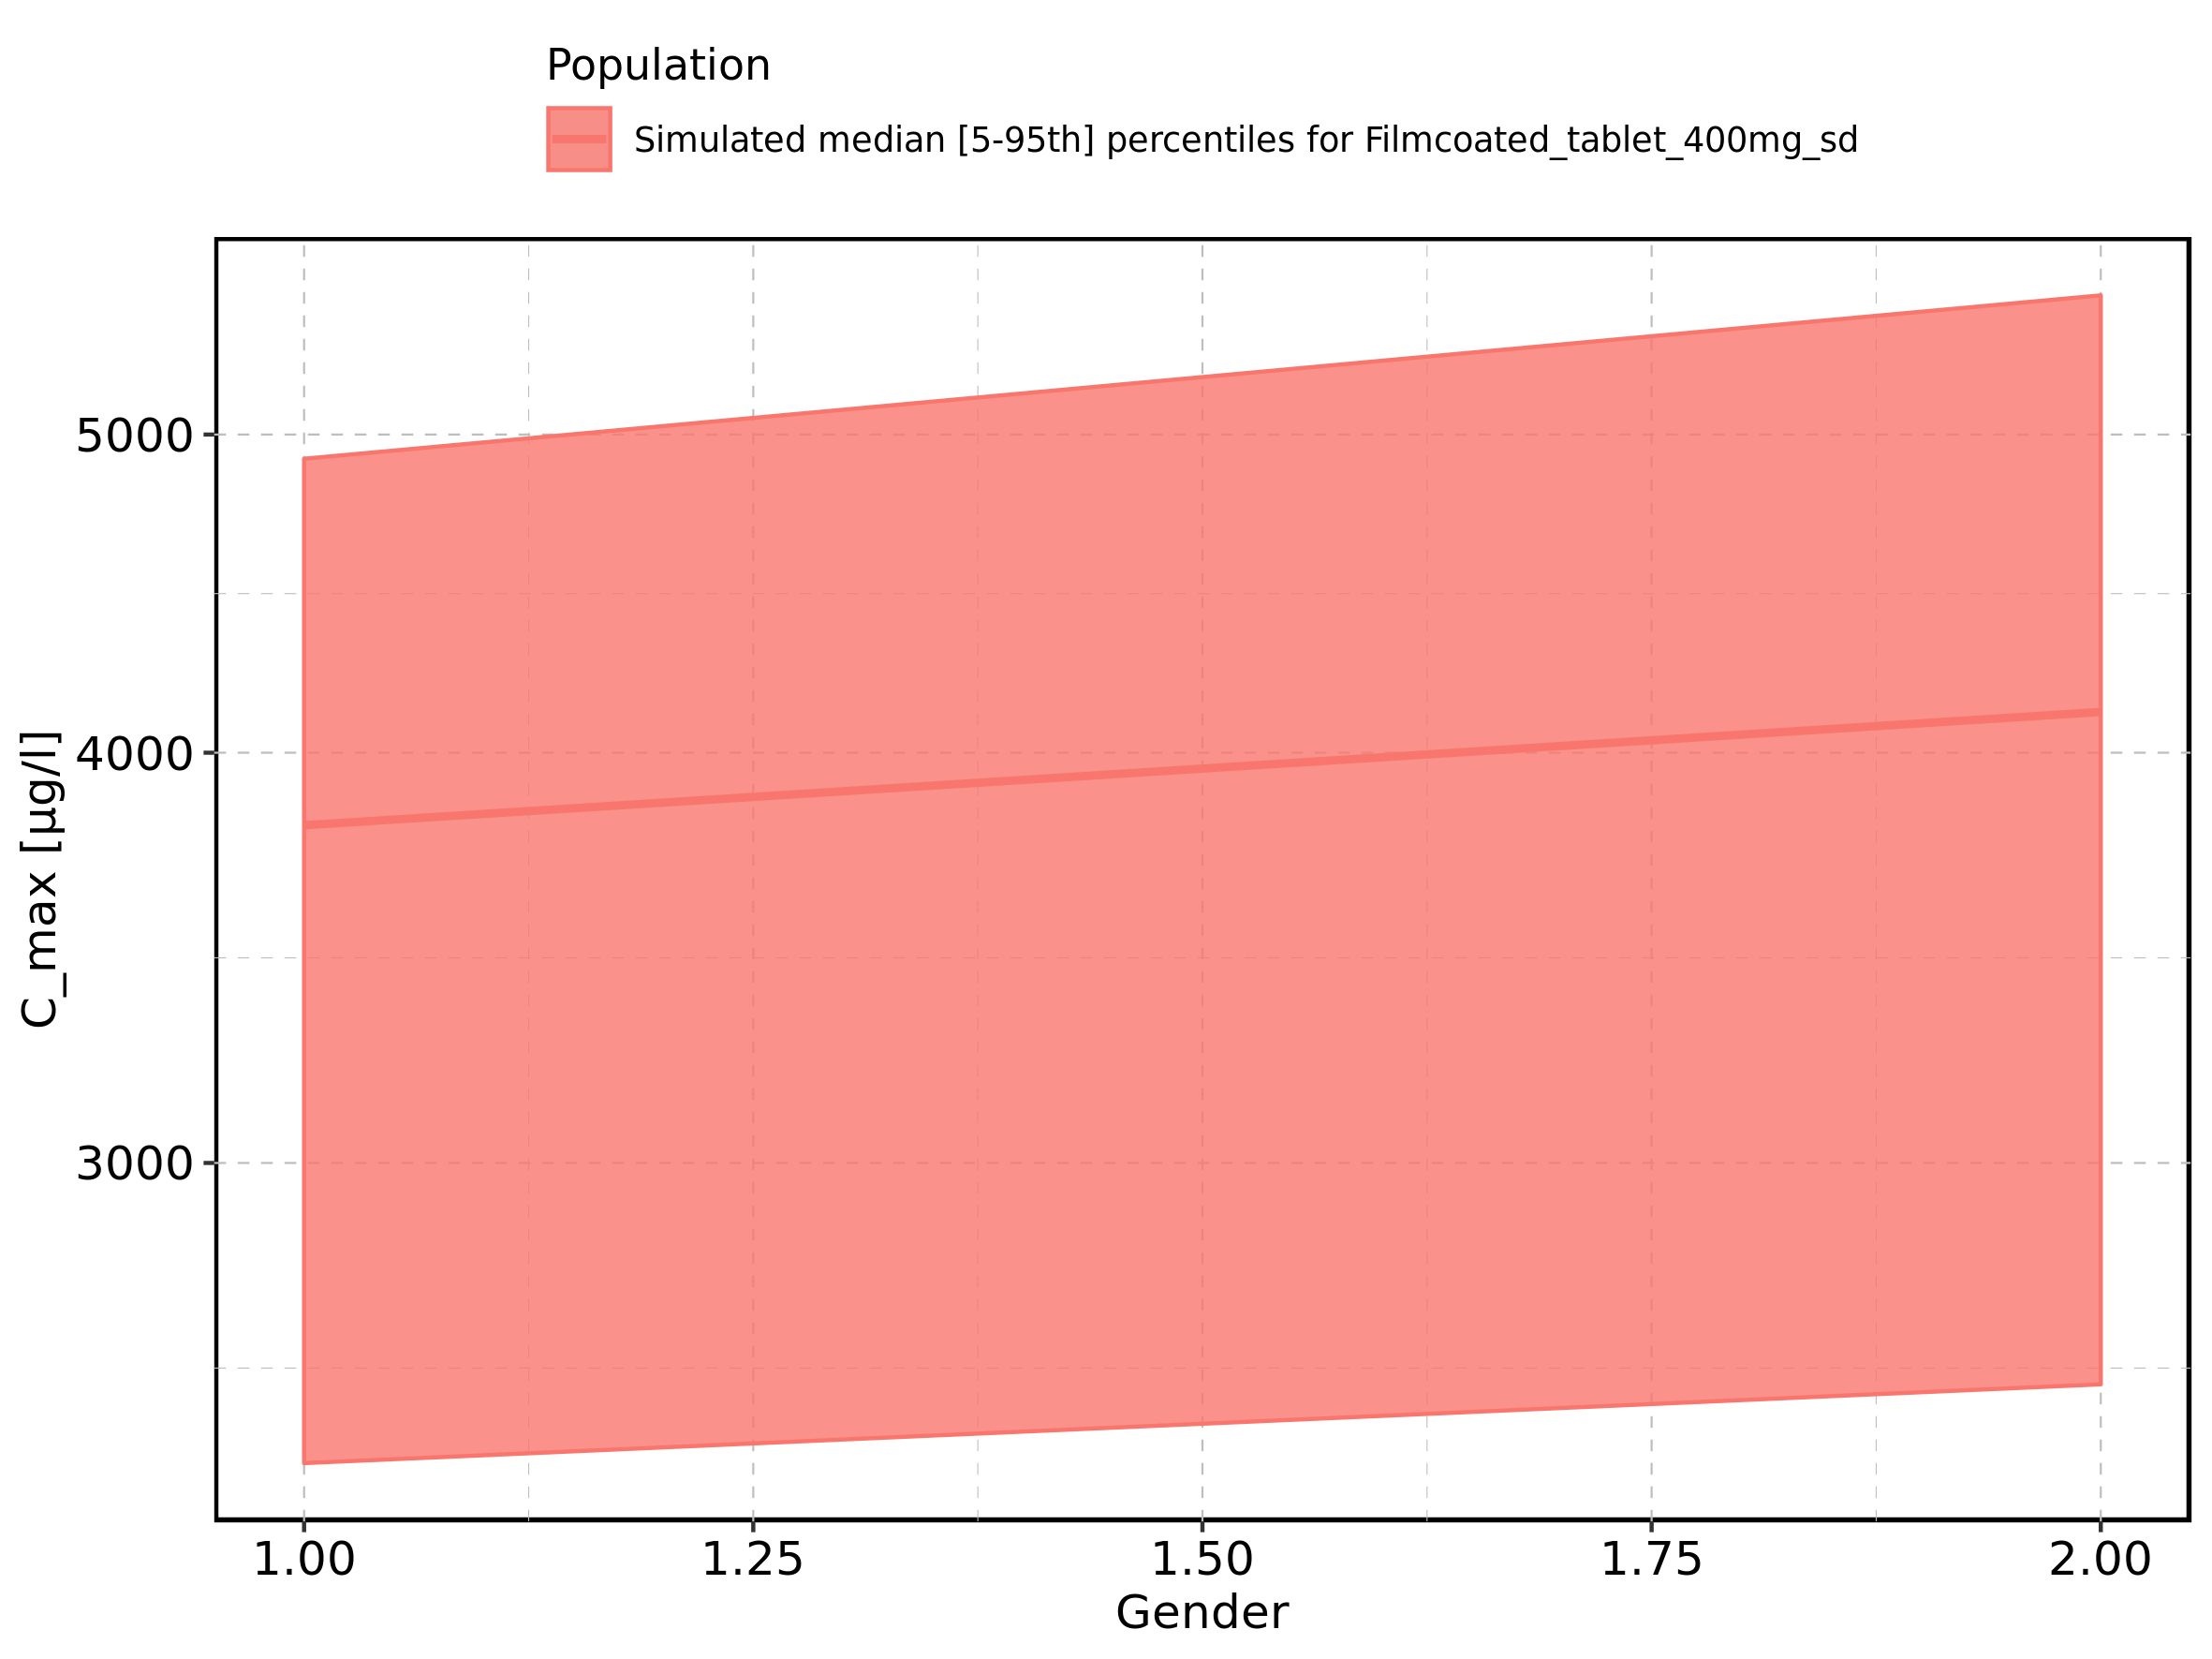 Population
Simulated median [5-95th] percentiles for Filmcoated_tablet_400mg_sd
5000
4000
3000
C_max [µg/l]
1.00 1.25 1.50 1.75 2.00
Gender